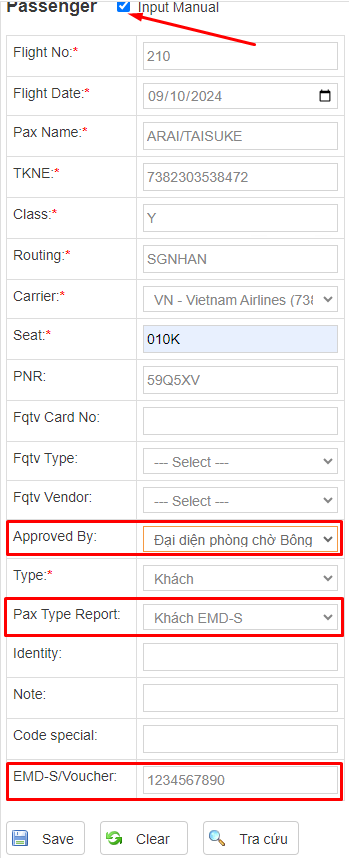 Passenger Input Manual
Flight No:* 210
Flight Date:* 09/10/2024
Pax Name:* ARAI/TAISUKE
TKNE:* 7382303538472
Class:* Y
Routing:* SGNHAN
Carrier:* VN - Vietnam Airlines (738
Seat:* 010K
PNR: 59Q5XV
Fqtv Card No:
Fqtv Type: --- Select ---
Fqtv Vendor: --- Select ---
Approved By: Đại diện phòng chờ Bông
Type:* Khách
Pax Type Report: Khách EMD-S
Identity:
Note:
Code special:
EMD-S/Voucher: 1234567890
Save Clear Tra cứu